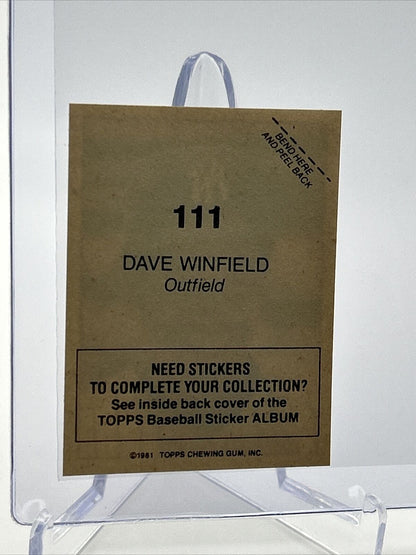 BEND HERE
AND PEEL BACK
111
DAVE WINFIELD
Outfield
NEED STICKERS
TO COMPLETE YOUR COLLECTION?
See inside back cover of the
TOPPS Baseball Sticker ALBUM
©1981 TOPPS CHEWING GUM, INC.